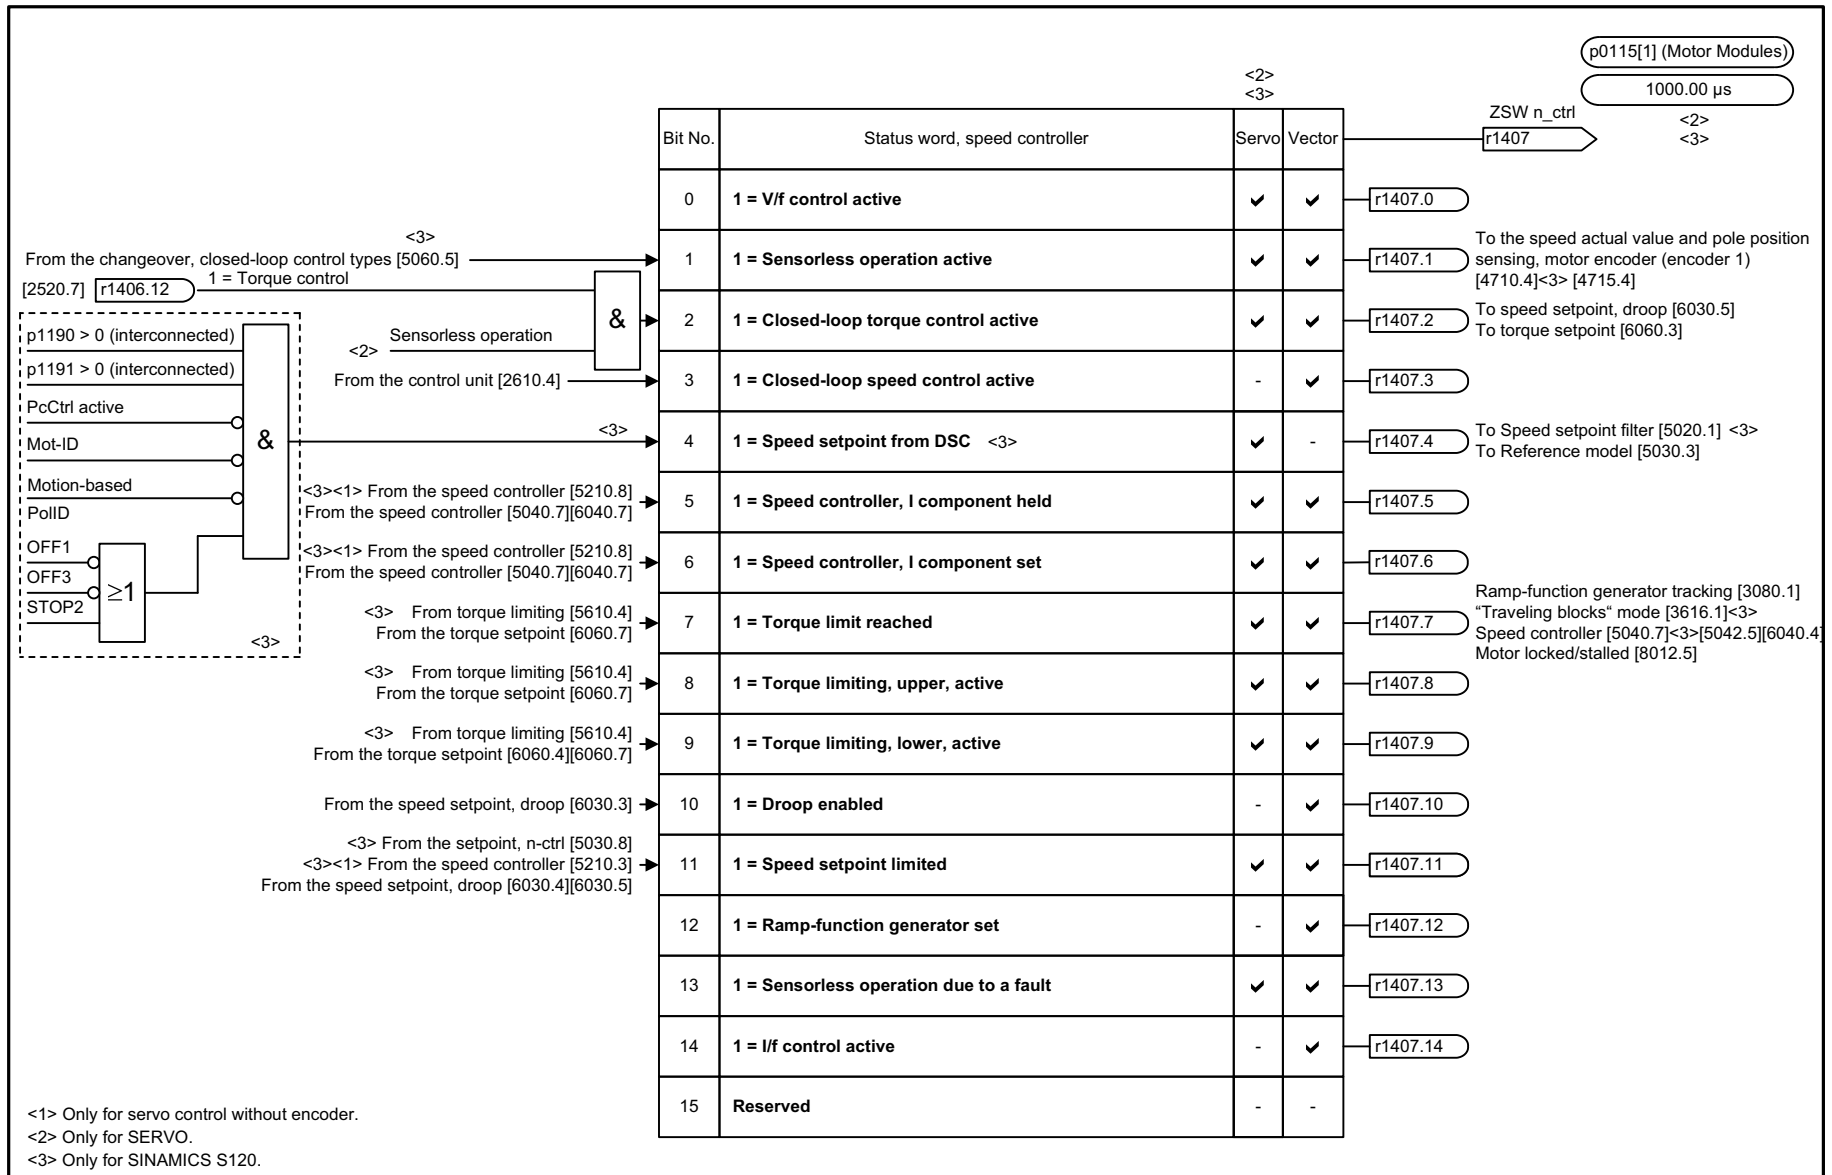 p0115[1] (Motor Modules)
1000.00 µs
<2>
<3>
<2>
<3>
ZSW n_ctrl
r1407
Bit No. Status word, speed controller Servo Vector
0 1 = V/f control active ✔ ✔ r1407.0
<3>
From the changeover, closed-loop control types [5060.5]
1 1 = Sensorless operation active ✔ ✔ r1407.1
To the speed actual value and pole position
sensing, motor encoder (encoder 1)
[4710.4]<3> [4715.4]
[2520.7] r1406.12 1 = Torque control
&
<2> Sensorless operation
2 1 = Closed-loop torque control active ✔ ✔ r1407.2
To speed setpoint, droop [6030.5]
To torque setpoint [6060.3]
From the control unit [2610.4]
3 1 = Closed-loop speed control active - ✔ r1407.3
p1190 > 0 (interconnected)
p1191 > 0 (interconnected)
PcCtrl active
Mot-ID
Motion-based
PolID
&
OFF1
OFF3
STOP2
≥1
<3>
<3>
4 1 = Speed setpoint from DSC <3> ✔ - r1407.4
To Speed setpoint filter [5020.1] <3>
To Reference model [5030.3]
<3><1> From the speed controller [5210.8]
From the speed controller [5040.7][6040.7]
5 1 = Speed controller, I component held ✔ ✔ r1407.5
<3><1> From the speed controller [5210.8]
From the speed controller [5040.7][6040.7]
6 1 = Speed controller, I component set ✔ ✔ r1407.6
<3> From torque limiting [5610.4]
From the torque setpoint [6060.7]
7 1 = Torque limit reached ✔ ✔ r1407.7
Ramp-function generator tracking [3080.1]
“Traveling blocks“ mode [3616.1]<3>
Speed controller [5040.7]<3>[5042.5][6040.4]
Motor locked/stalled [8012.5]
<3> From torque limiting [5610.4]
From the torque setpoint [6060.7]
8 1 = Torque limiting, upper, active ✔ ✔ r1407.8
<3> From torque limiting [5610.4]
From the torque setpoint [6060.4][6060.7]
9 1 = Torque limiting, lower, active ✔ ✔ r1407.9
From the speed setpoint, droop [6030.3]
10 1 = Droop enabled - ✔ r1407.10
<3> From the setpoint, n-ctrl [5030.8]
<3><1> From the speed controller [5210.3]
From the speed setpoint, droop [6030.4][6030.5]
11 1 = Speed setpoint limited ✔ ✔ r1407.11
12 1 = Ramp-function generator set - ✔ r1407.12
13 1 = Sensorless operation due to a fault ✔ ✔ r1407.13
14 1 = I/f control active - ✔ r1407.14
15 Reserved - -
<1> Only for servo control without encoder.
<2> Only for SERVO.
<3> Only for SINAMICS S120.